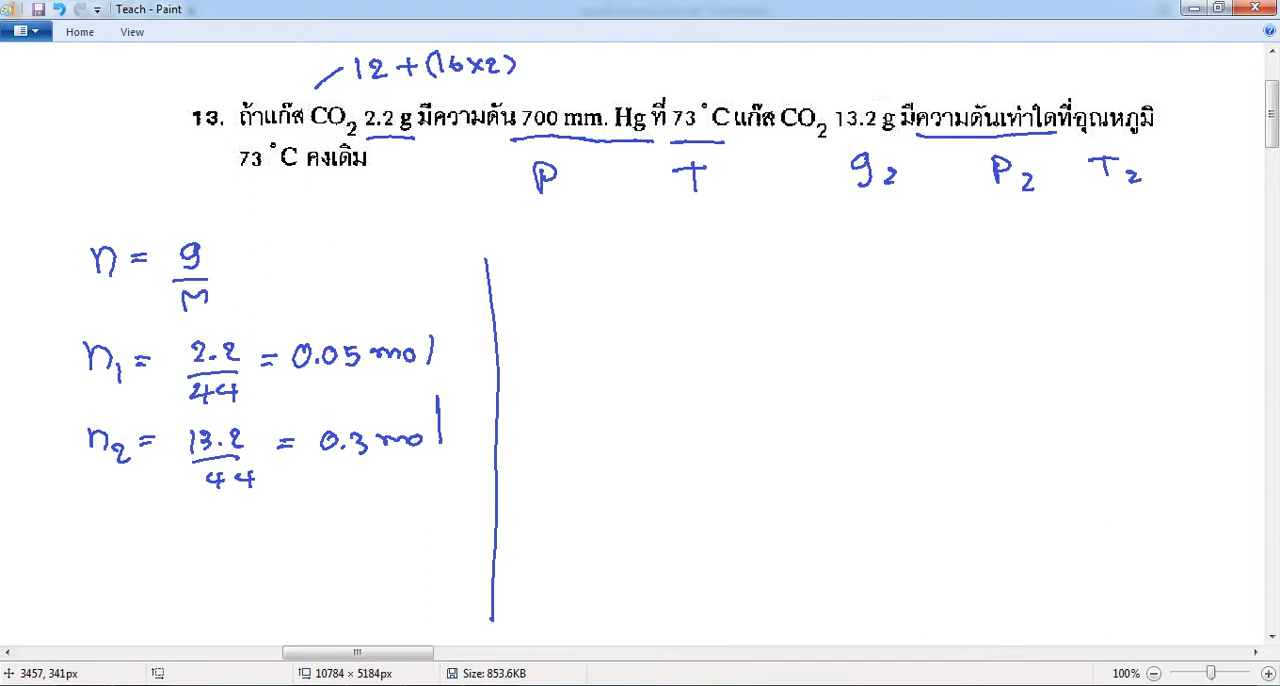 Teach - Paint
Home View
12 + (16×2)
13. ถ้าแก๊ส CO2 2.2 g มีความดัน 700 mm. Hg ที่ 73 °C แก๊ส CO2 13.2 g มีความดันเท่าใดที่อุณหภูมิ
73 °C คงเดิม
P T g2 P2 T2
n = g
M
n1 = 2.2 = 0.05 mol
44
n2 = 13.2 = 0.3 mol
44
3457, 341px 10784 × 5184px Size: 853.6KB 100%